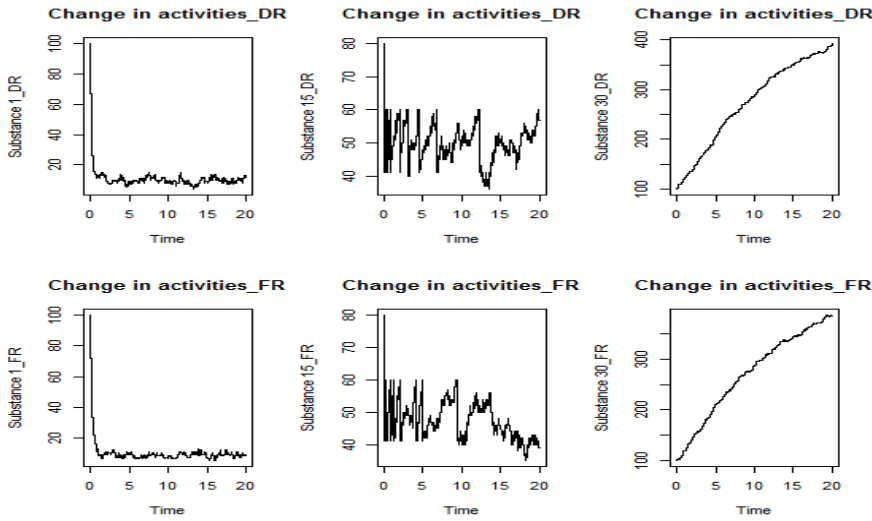 Change in activities_DR
Substance 1_DR
100
80
60
40
20
0 5 10 15 20
Time
Change in activities_DR
Substance 15_DR
80
70
60
50
40
0 5 10 15 20
Time
Change in activities_DR
Substance 30_DR
400
300
200
100
0 5 10 15 20
Time
Change in activities_FR
Substance 1_FR
100
80
60
40
20
0 5 10 15 20
Time
Change in activities_FR
Substance 15_FR
80
70
60
50
40
0 5 10 15 20
Time
Change in activities_FR
Substance 30_FR
300
200
100
0 5 10 15 20
Time